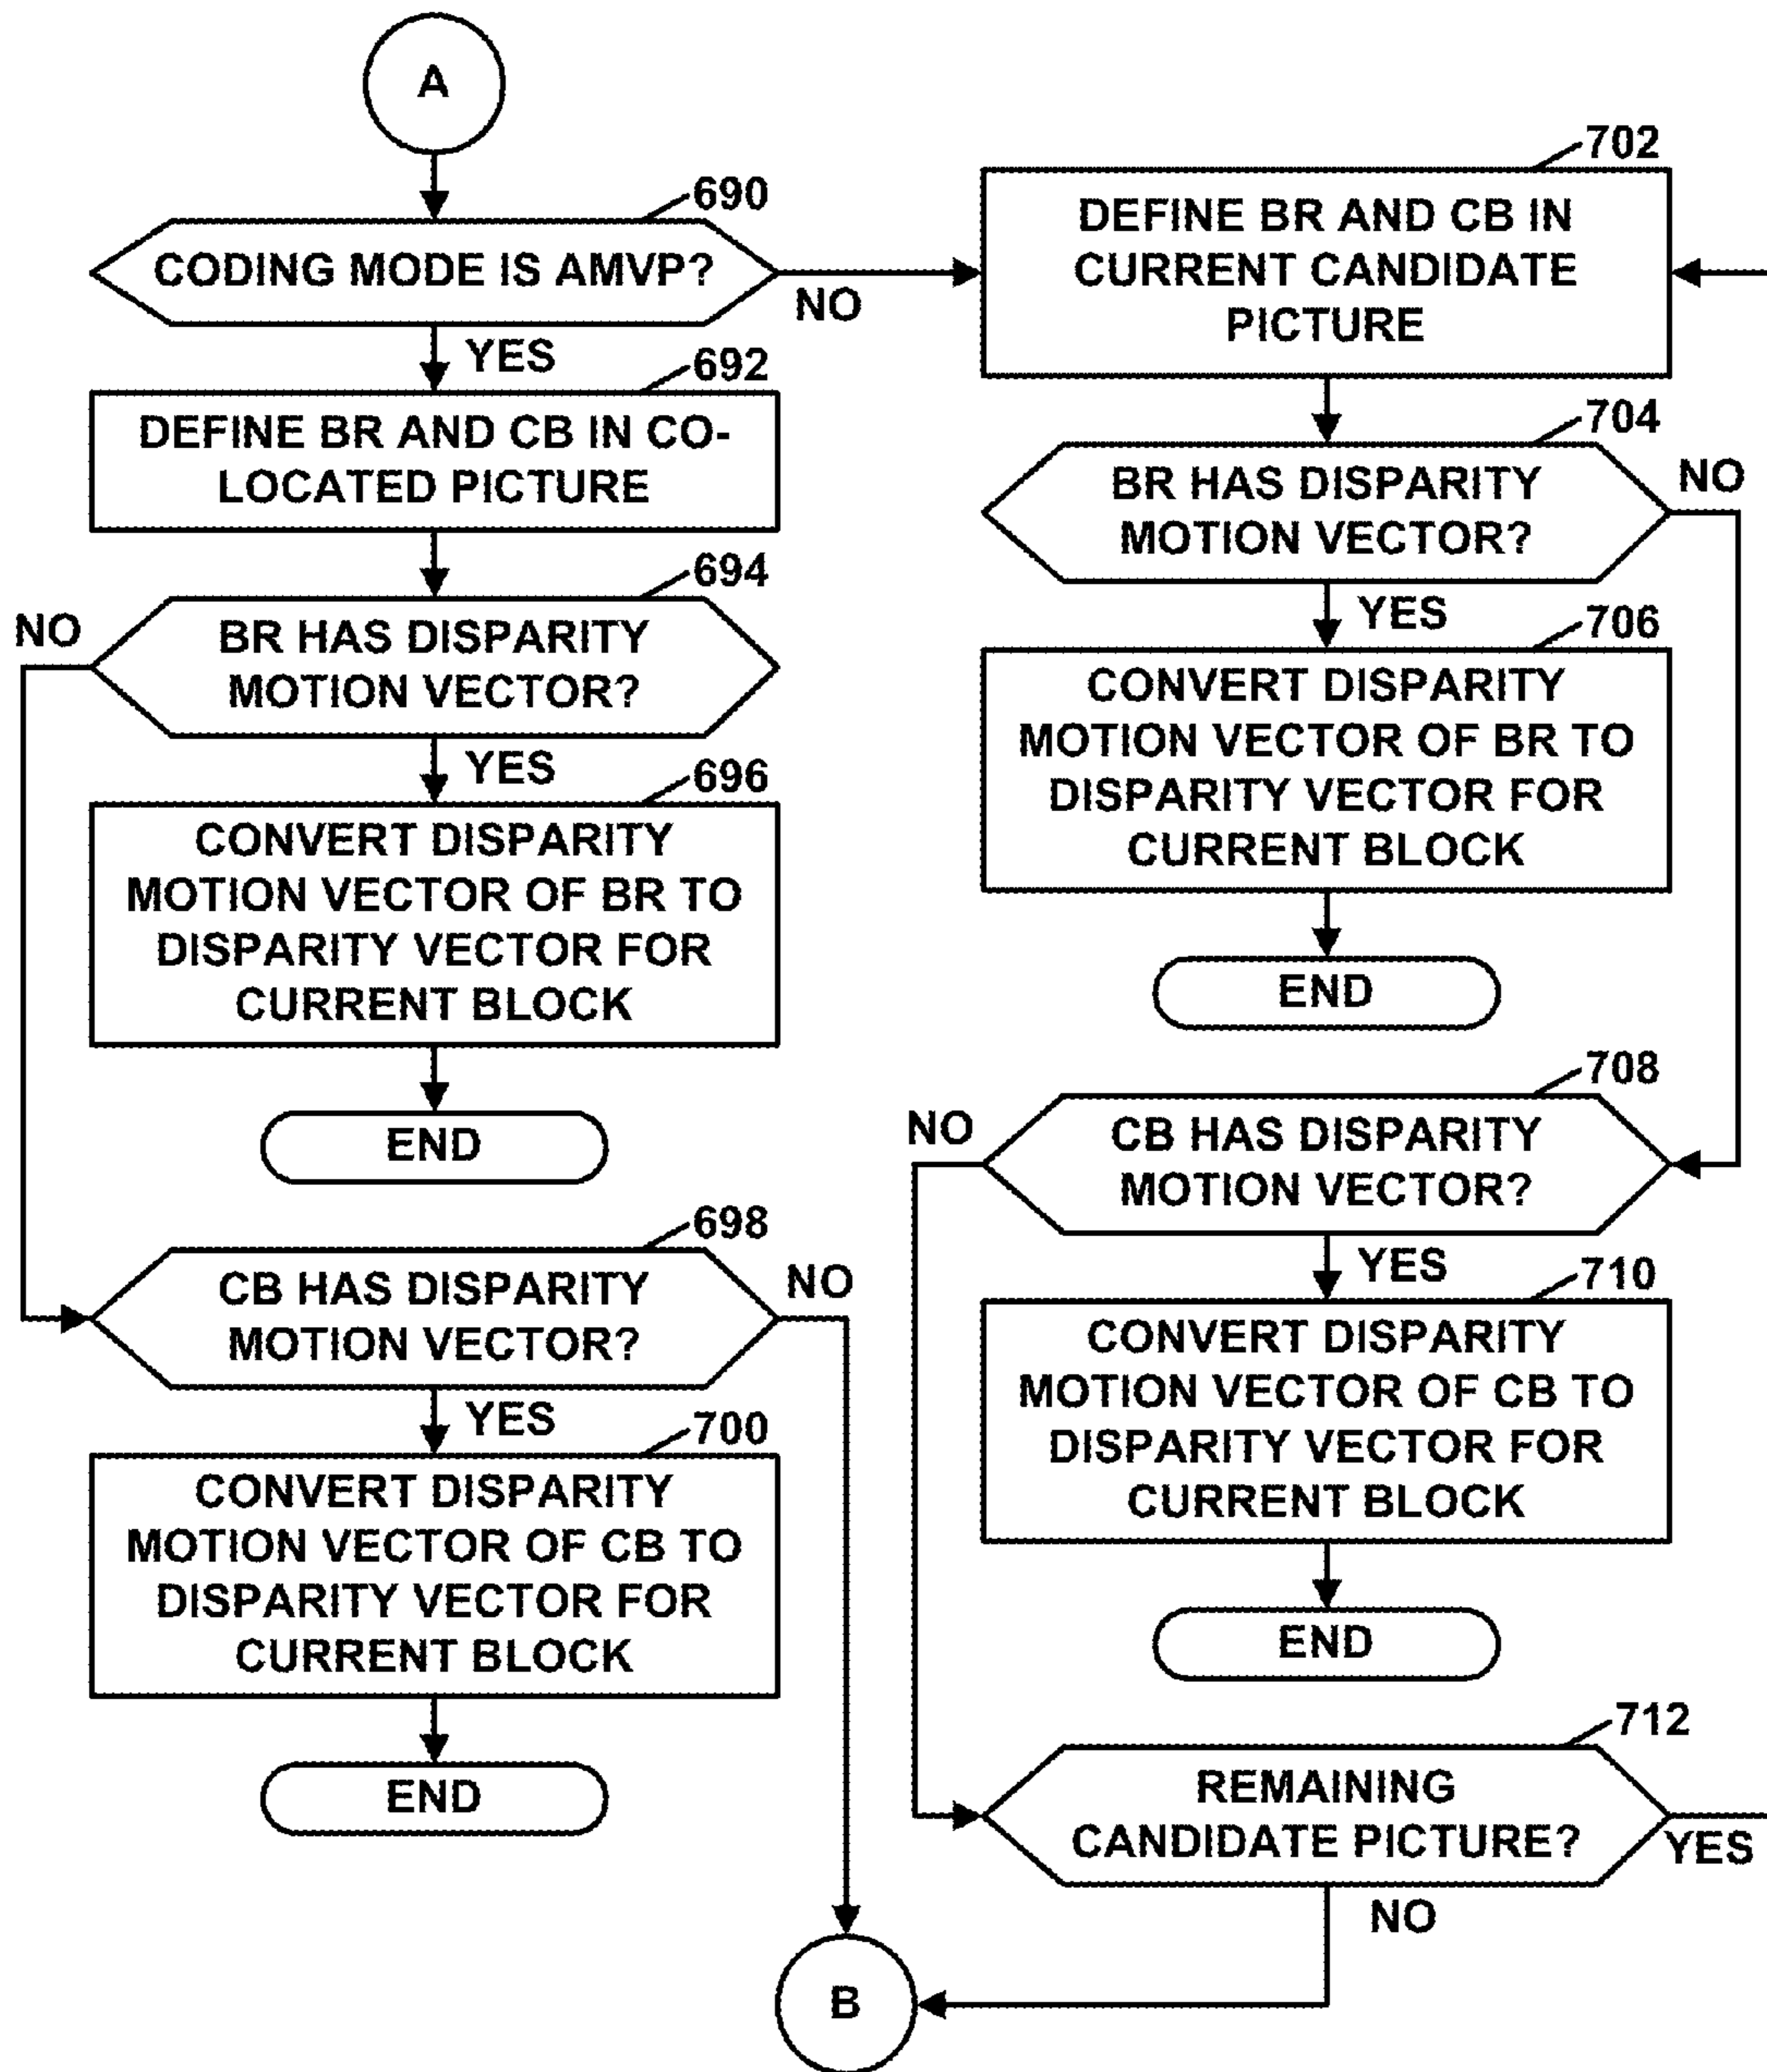 A
690
CODING MODE IS AMVP?
NO
YES
692
DEFINE BR AND CB IN CO-
LOCATED PICTURE
694
NO
BR HAS DISPARITY
MOTION VECTOR?
YES
696
CONVERT DISPARITY
MOTION VECTOR OF BR TO
DISPARITY VECTOR FOR
CURRENT BLOCK
END
698
CB HAS DISPARITY
MOTION VECTOR?
NO
YES
700
CONVERT DISPARITY
MOTION VECTOR OF CB TO
DISPARITY VECTOR FOR
CURRENT BLOCK
END
702
DEFINE BR AND CB IN
CURRENT CANDIDATE
PICTURE
704
BR HAS DISPARITY
MOTION VECTOR?
NO
YES
706
CONVERT DISPARITY
MOTION VECTOR OF BR TO
DISPARITY VECTOR FOR
CURRENT BLOCK
END
708
NO
CB HAS DISPARITY
MOTION VECTOR?
YES
710
CONVERT DISPARITY
MOTION VECTOR OF CB TO
DISPARITY VECTOR FOR
CURRENT BLOCK
END
712
REMAINING
CANDIDATE PICTURE?
YES
NO
B